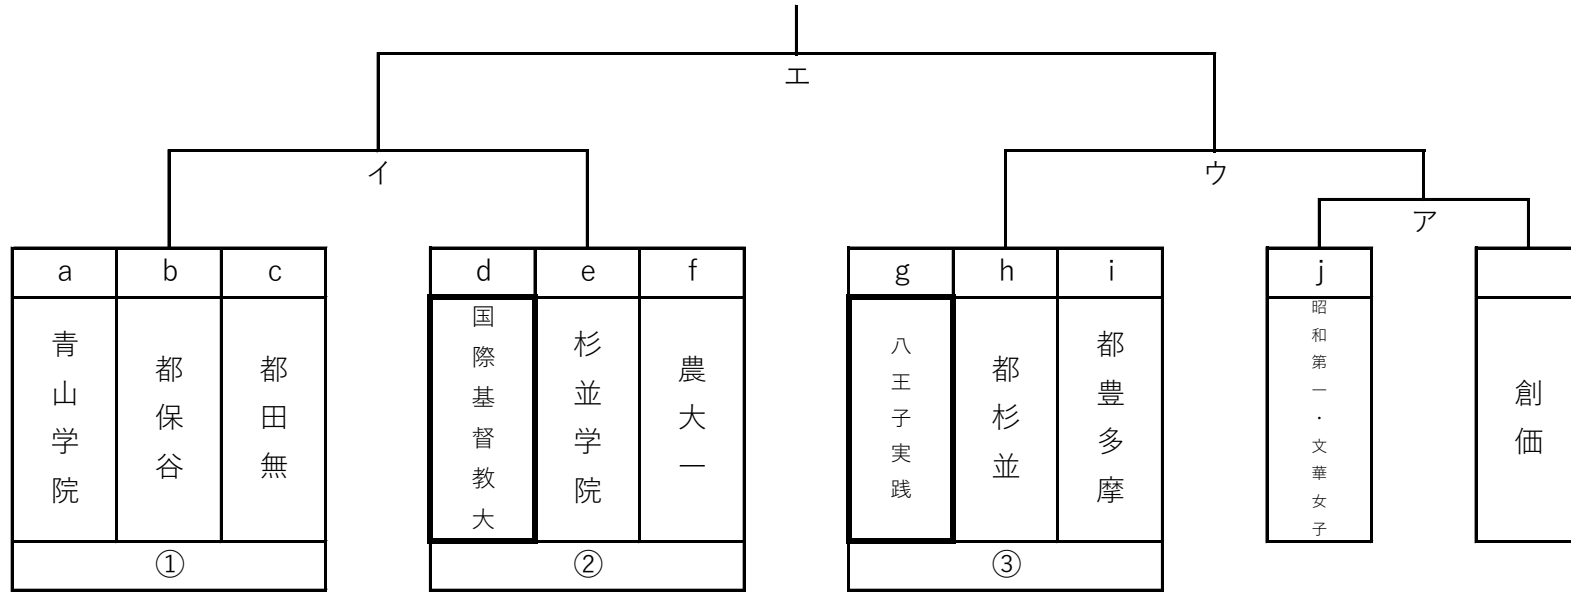 エ
イ
ウ
ア
a b c d e f g h i j
青山学院
都保谷
都田無
国際基督教大
杉並学院
農大一
八王子実践
都杉並
都豊多摩
昭和第一・文華女子
創価
① ② ③